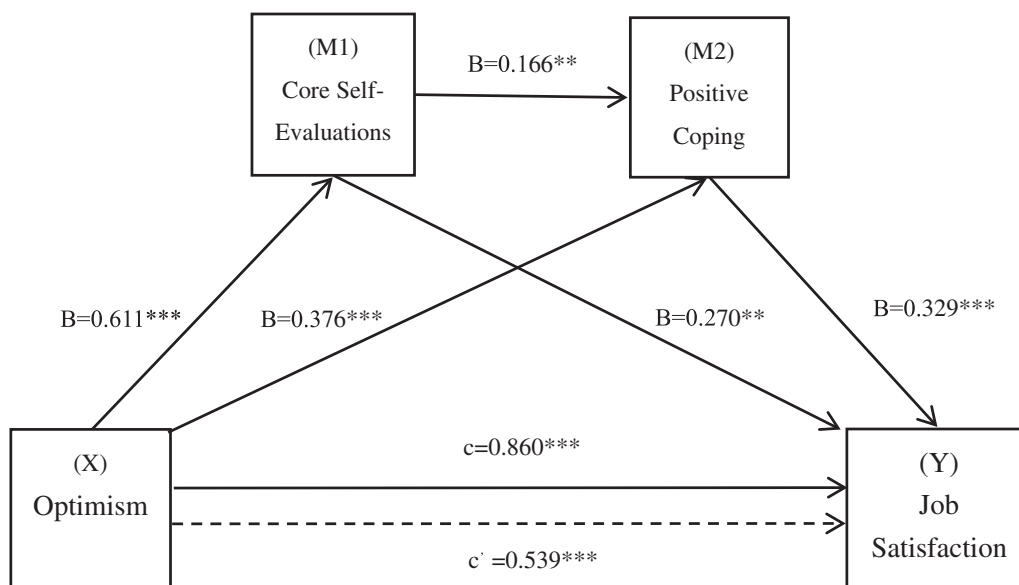 (M1)
Core Self-
Evaluations
B=0.166**
(M2)
Positive
Coping
B=0.611***
B=0.376***
B=0.270**
B=0.329***
(X)
Optimism
c=0.860***
c' =0.539***
(Y)
Job
Satisfaction